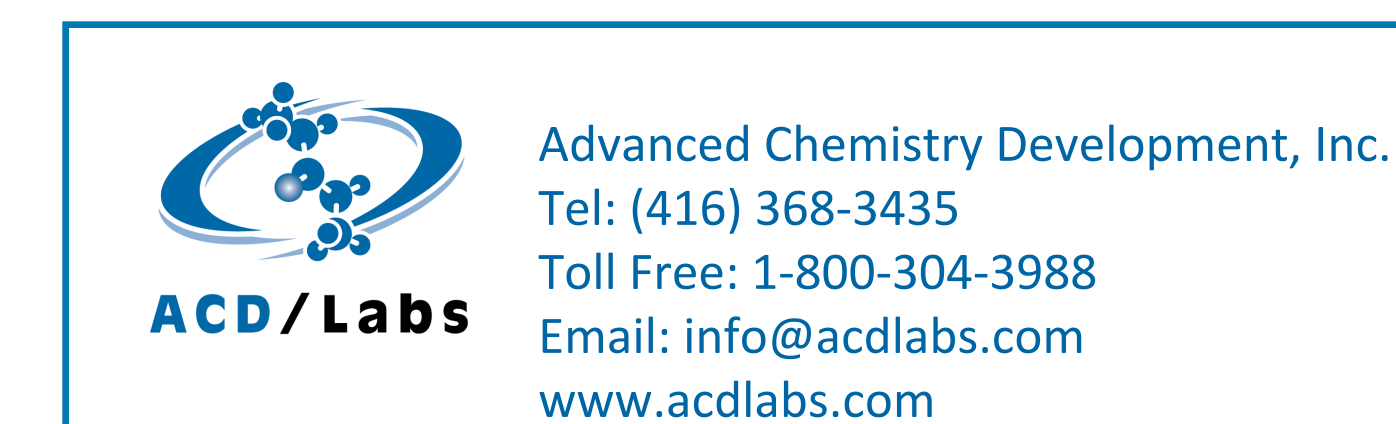 ACD/Labs
Advanced Chemistry Development, Inc.
Tel: (416) 368-3435
Toll Free: 1-800-304-3988
Email: info@acdlabs.com
www.acdlabs.com